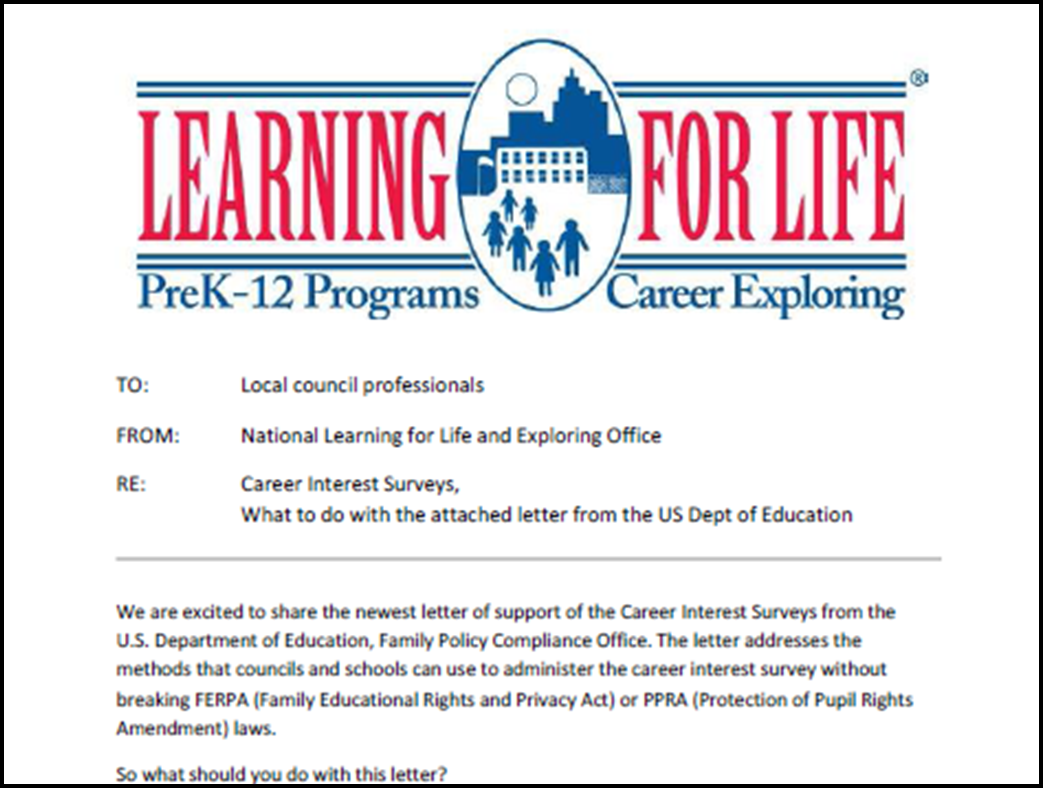 LEARNING FOR LIFE®
PreK-12 Programs Career Exploring
TO: Local council professionals
FROM: National Learning for Life and Exploring Office
RE: Career Interest Surveys,
What to do with the attached letter from the US Dept of Education
We are excited to share the newest letter of support of the Career Interest Surveys from the
U.S. Department of Education, Family Policy Compliance Office. The letter addresses the
methods that councils and schools can use to administer the career interest survey without
breaking FERPA (Family Educational Rights and Privacy Act) or PPRA (Protection of Pupil Rights
Amendment) laws.
So what should you do with this letter?